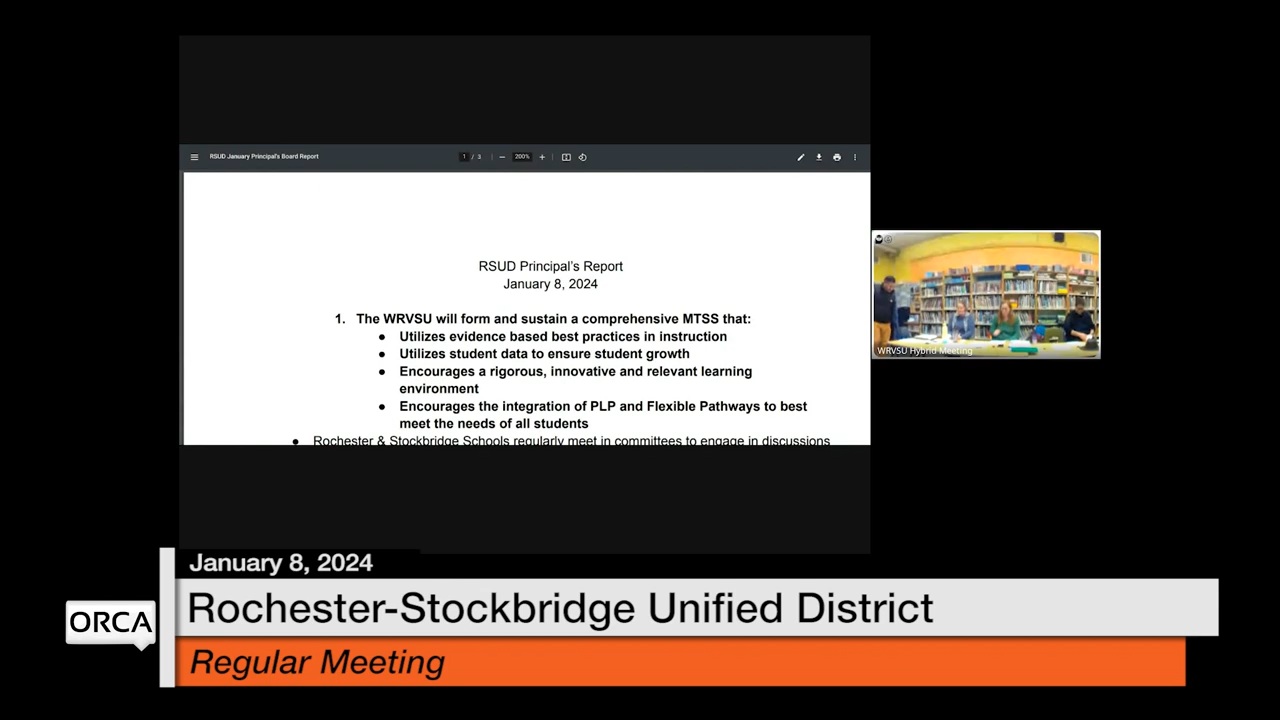 RSUD January Principal's Board Report
1 / 3
200%
RSUD Principal's Report
January 8, 2024
1. The WRVSU will form and sustain a comprehensive MTSS that:
● Utilizes evidence based best practices in instruction
● Utilizes student data to ensure student growth
● Encourages a rigorous, innovative and relevant learning
environment
● Encourages the integration of PLP and Flexible Pathways to best
meet the needs of all students
● Rochester & Stockbridge Schools regularly meet in committees to engage in discussions
WRVSU Hybrid Meeting
January 8, 2024
ORCA
Rochester-Stockbridge Unified District
Regular Meeting